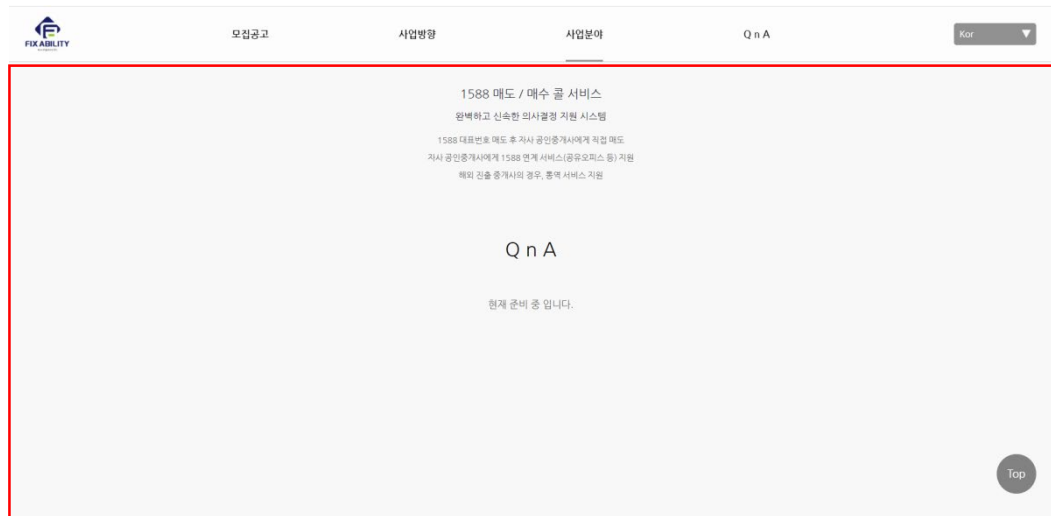 FIXABILITY
모집공고
사업방향
사업분야
Q n A
Kor ▼
1588 매도 / 매수 콜 서비스
완벽하고 신속한 의사결정 지원 시스템
1588 대표번호 매도 후 자사 공인중개사에게 직접 매도
자사 공인중개사에게 1588 연계 서비스(공유오피스 등) 지원
해외 진출 중개사의 경우, 통역 서비스 지원
Q n A
현재 준비 중 입니다.
Top